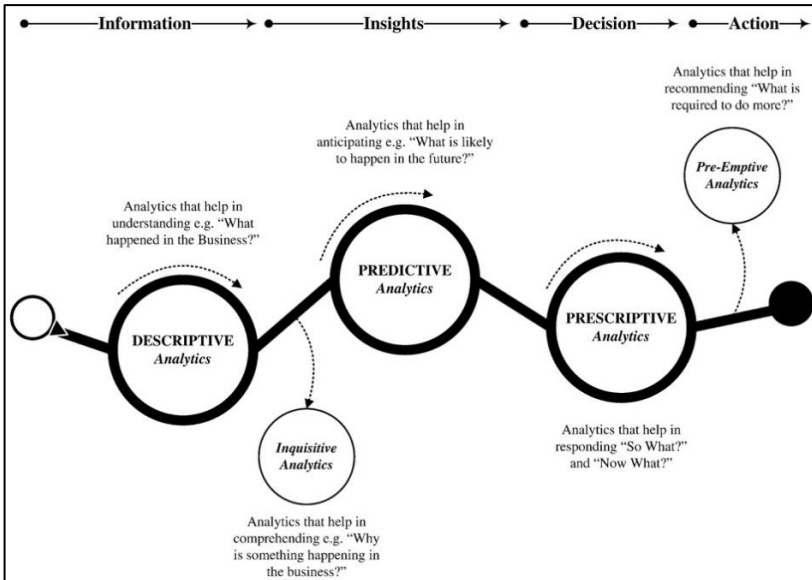 Information Insights Decision Action
Analytics that help in
recommending “What is
required to do more?”
Pre-Emptive
Analytics
Analytics that help in
anticipating e.g. “What is likely
to happen in the future?”
Analytics that help in
understanding e.g. “What
happened in the Business?”
PREDICTIVE
Analytics
DESCRIPTIVE
Analytics
PRESCRIPTIVE
Analytics
Analytics that help in
responding “So What?”
and “Now What?”
Inquisitive
Analytics
Analytics that help in
comprehending e.g. “Why
is something happening in
the business?”